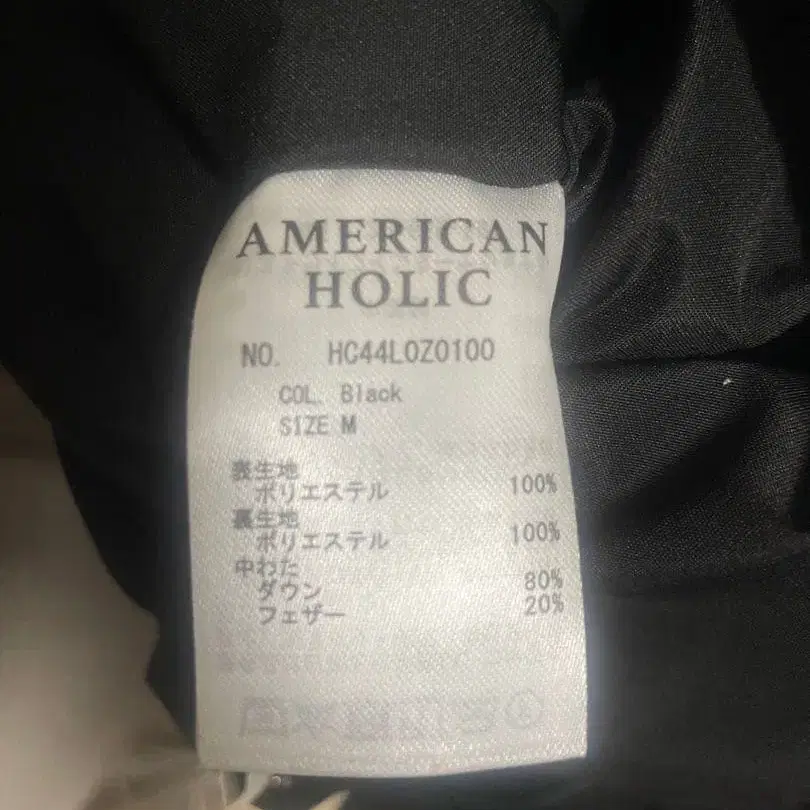 AMERICAN
HOLIC
NO. HC44L0Z0100
COL. Black
SIZE M
表生地
ポリエステル 100%
裏生地
ポリエステル 100%
中わた
ダウン 80%
フェザー 20%